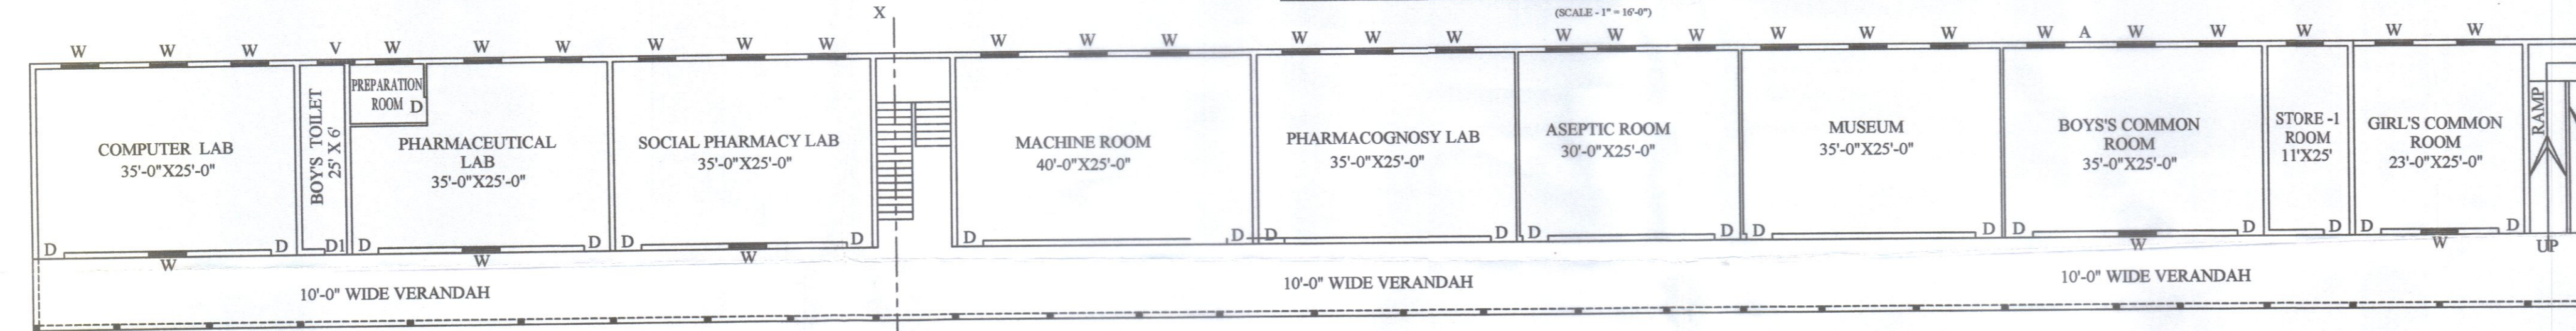 X
(SCALE - 1" = 16'-0")
W W W V W W W W W W W W W W W W W W W W W W W A W W W W W
COMPUTER LAB
35'-0"X25'-0"
BOY'S TOILET
25' X 6'
PREPARATION
ROOM D
PHARMACEUTICAL
LAB
35'-0"X25'-0"
SOCIAL PHARMACY LAB
35'-0"X25'-0"
MACHINE ROOM
40'-0"X25'-0"
PHARMACOGNOSY LAB
35'-0"X25'-0"
ASEPTIC ROOM
30'-0"X25'-0"
MUSEUM
35'-0"X25'-0"
BOYS'S COMMON
ROOM
35'-0"X25'-0"
STORE -1
ROOM
11'X25'
GIRL'S COMMON
ROOM
23'-0"X25'-0"
RAMP
D D D1 D D D D D D D D D D D D D D D D D D
W W W W W
UP
10'-0" WIDE VERANDAH
10'-0" WIDE VERANDAH
10'-0" WIDE VERANDAH